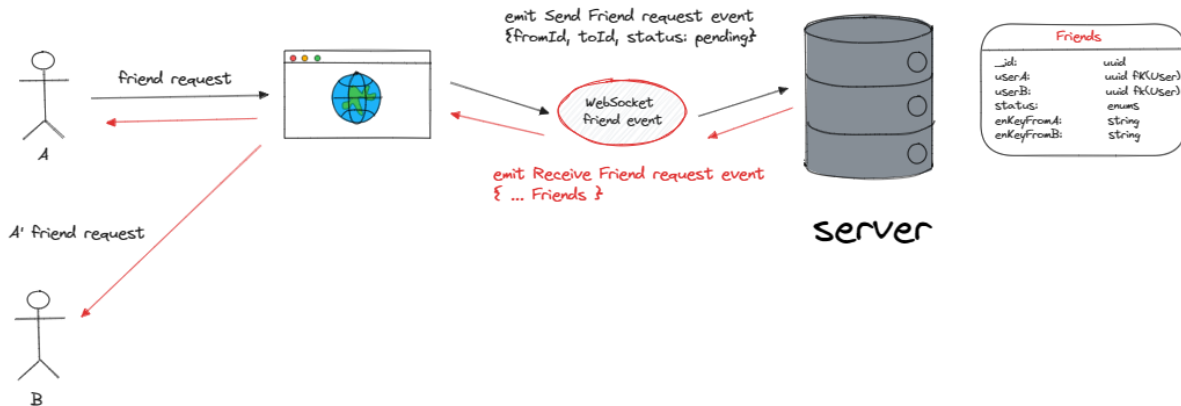 emit Send Friend request event
{fromId, toId, status: pending}
friend request
A
WebSocket
friend event
emit Receive Friend request event
{ ... Friends }
server
Friends
_id: uuid
userA: uuid fk(User)
userB: uuid fk(User)
status: enums
enKeyFromA: string
enKeyFromB: string
A' friend request
B